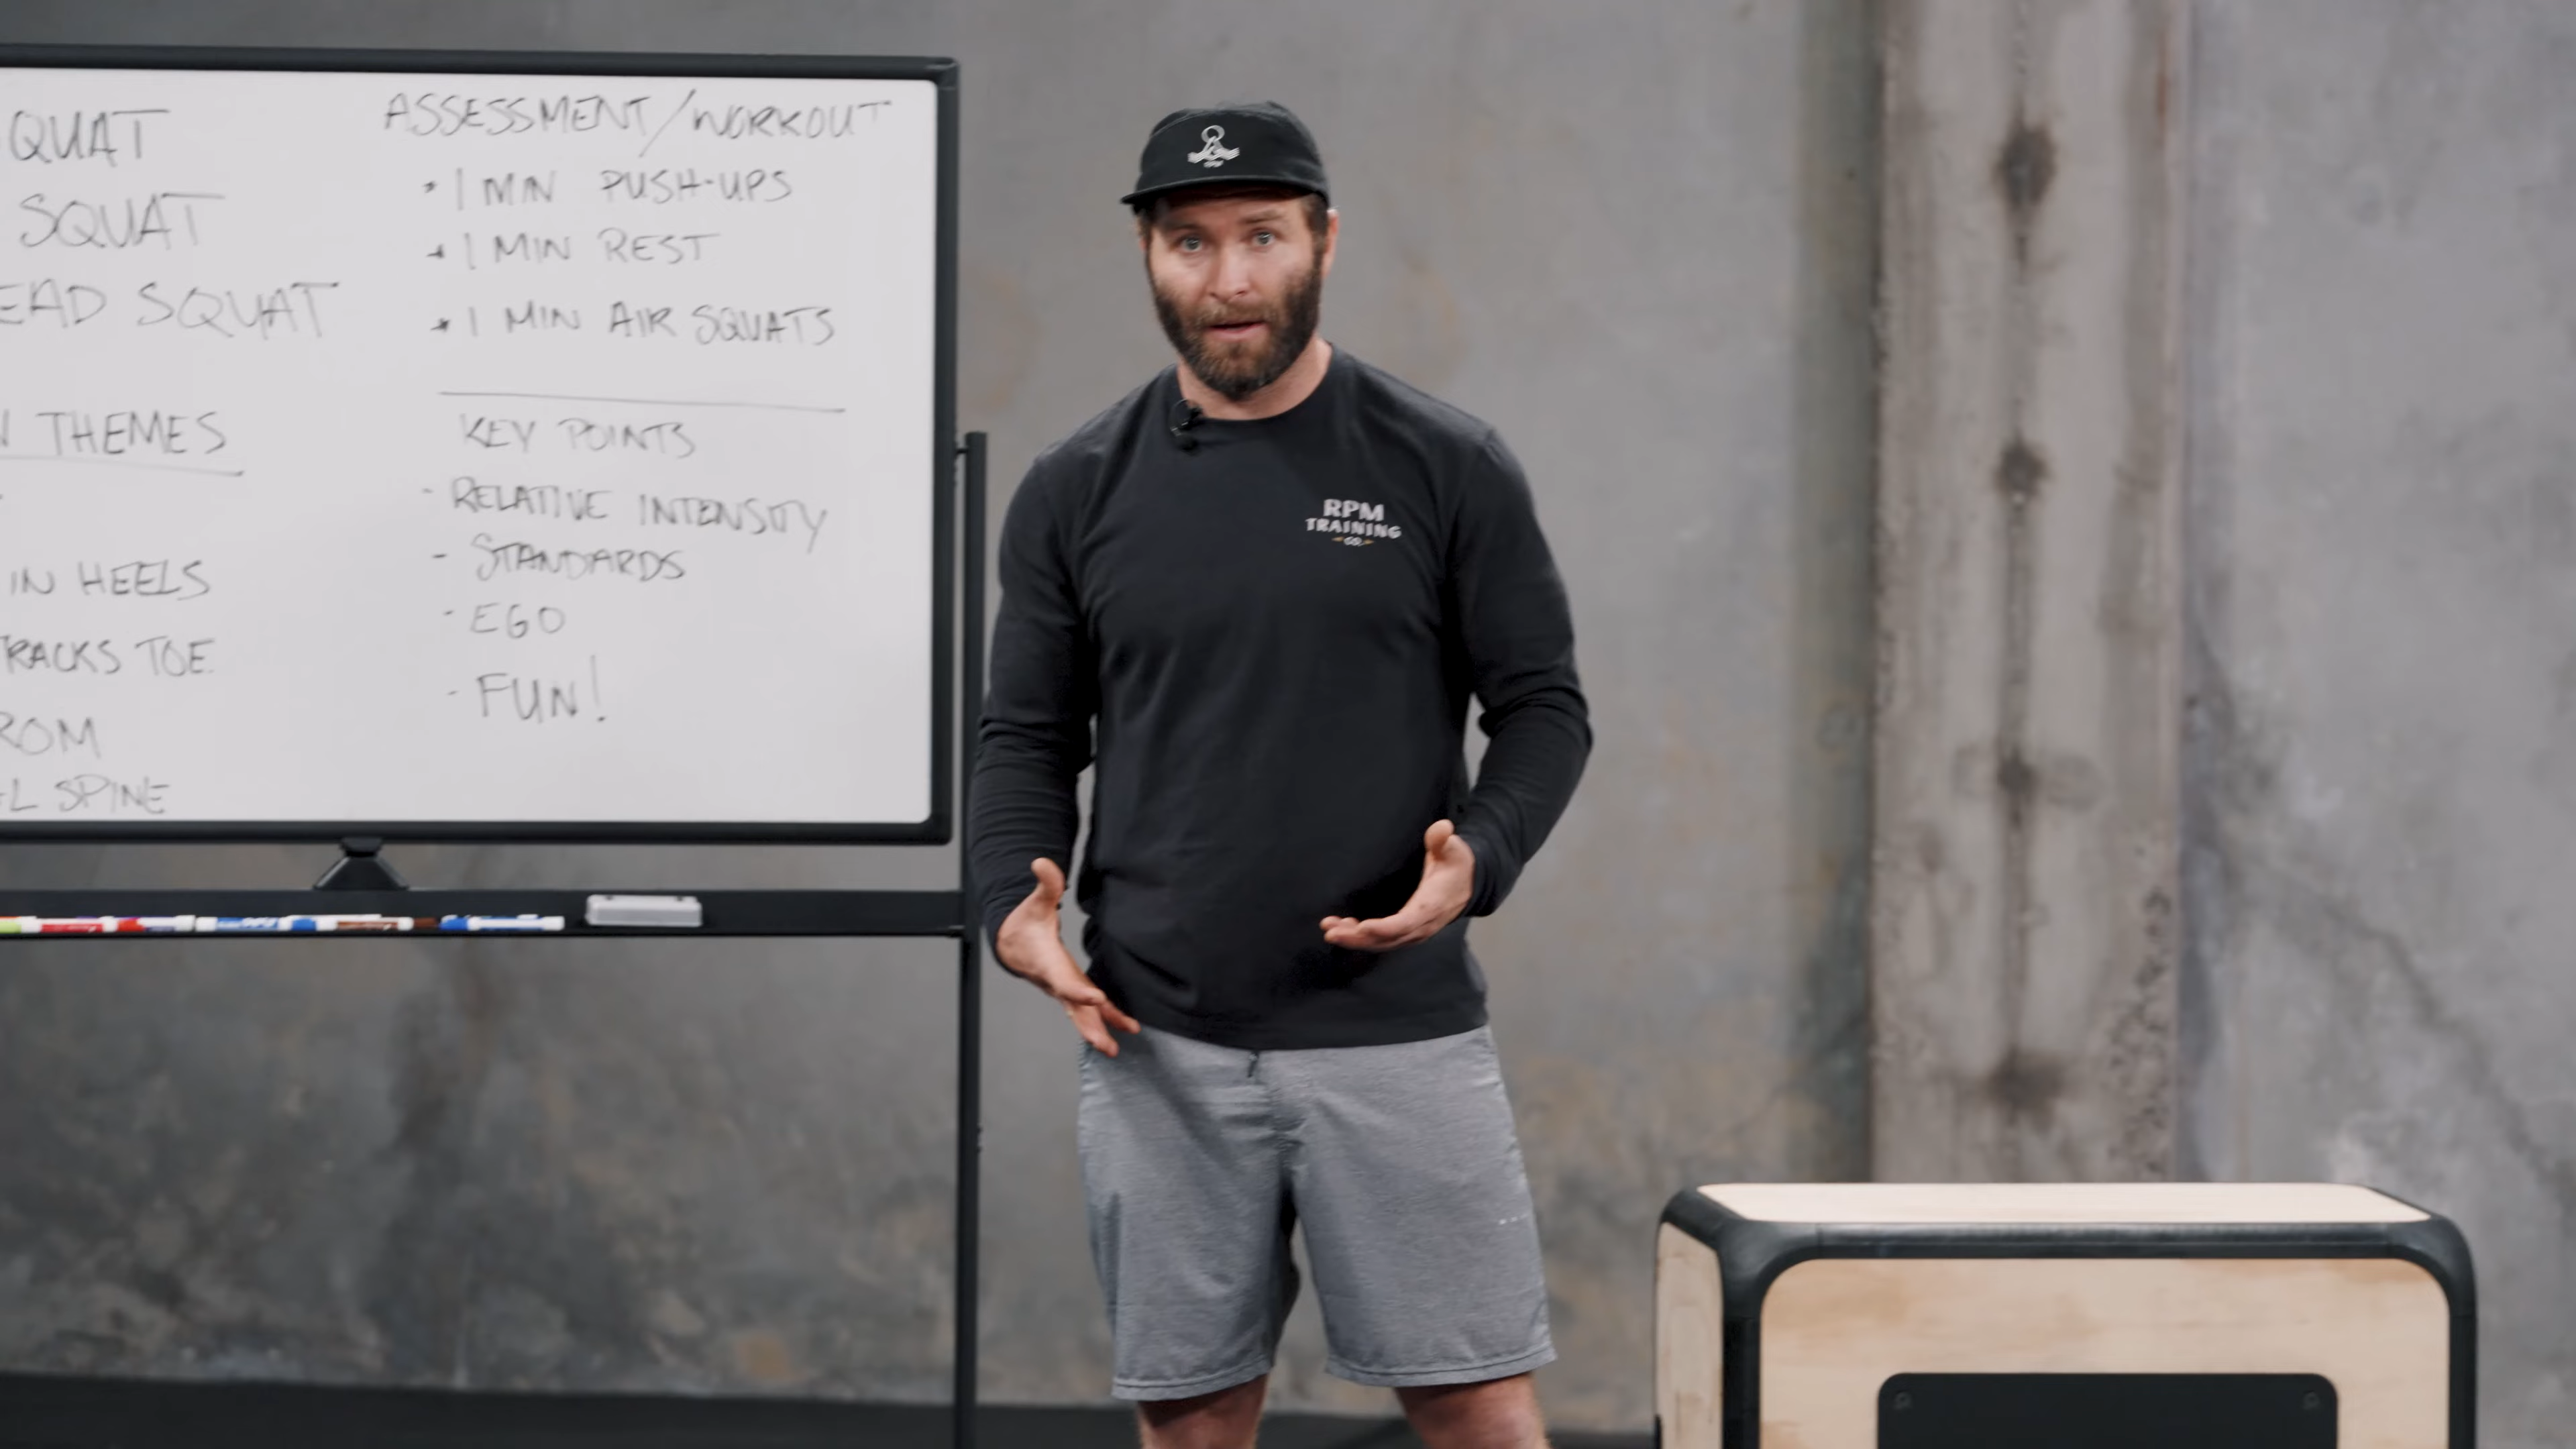 QUAT
SQUAT
EAD SQUAT
THEMES
IN HEELS
RACKS TOE
ROM
L SPINE
ASSESSMENT/WORKOUT
• 1 MIN PUSH-UPS
• 1 MIN REST
• 1 MIN AIR SQUATS
KEY POINTS
- RELATIVE INTENSITY
- STANDARDS
- EGO
- FUN!
RPM
TRAINING
CO.